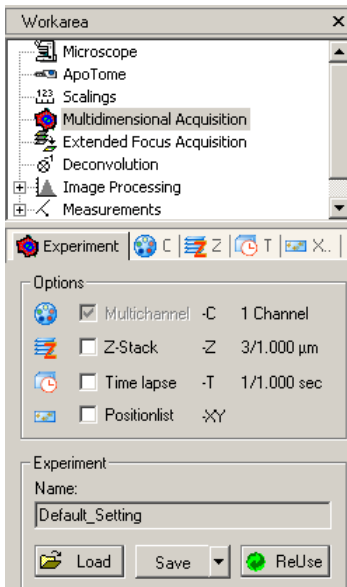 Workarea
Microscope
ApoTome
123 Scalings
Multidimensional Acquisition
Extended Focus Acquisition
Deconvolution
Image Processing
Measurements
Experiment C Z T X..
Options
Multichannel -C 1 Channel
Z-Stack -Z 3/1.000 µm
Time lapse -T 1/1.000 sec
Positionlist -XY
Experiment
Name:
Default_Setting
Load Save ReUse